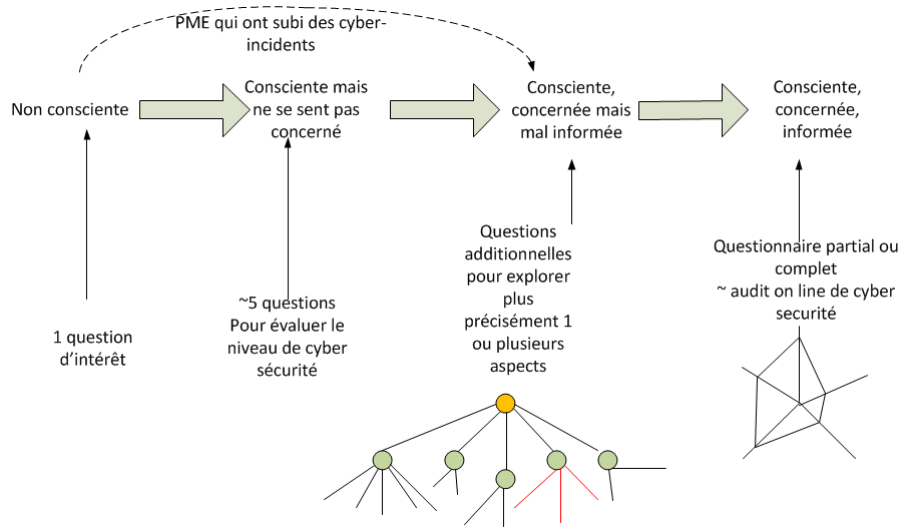 PME qui ont subi des cyber-
incidents
Non consciente
Consciente mais
ne se sent pas
concerné
Consciente,
concernée mais
mal informée
Consciente,
concernée,
informée
1 question
d'intérêt
~5 questions
Pour évaluer le
niveau de cyber
sécurité
Questions
additionnelles
pour explorer
plus
précisément 1
ou plusieurs
aspects
Questionnaire partial ou
complet
~ audit on line de cyber
securité